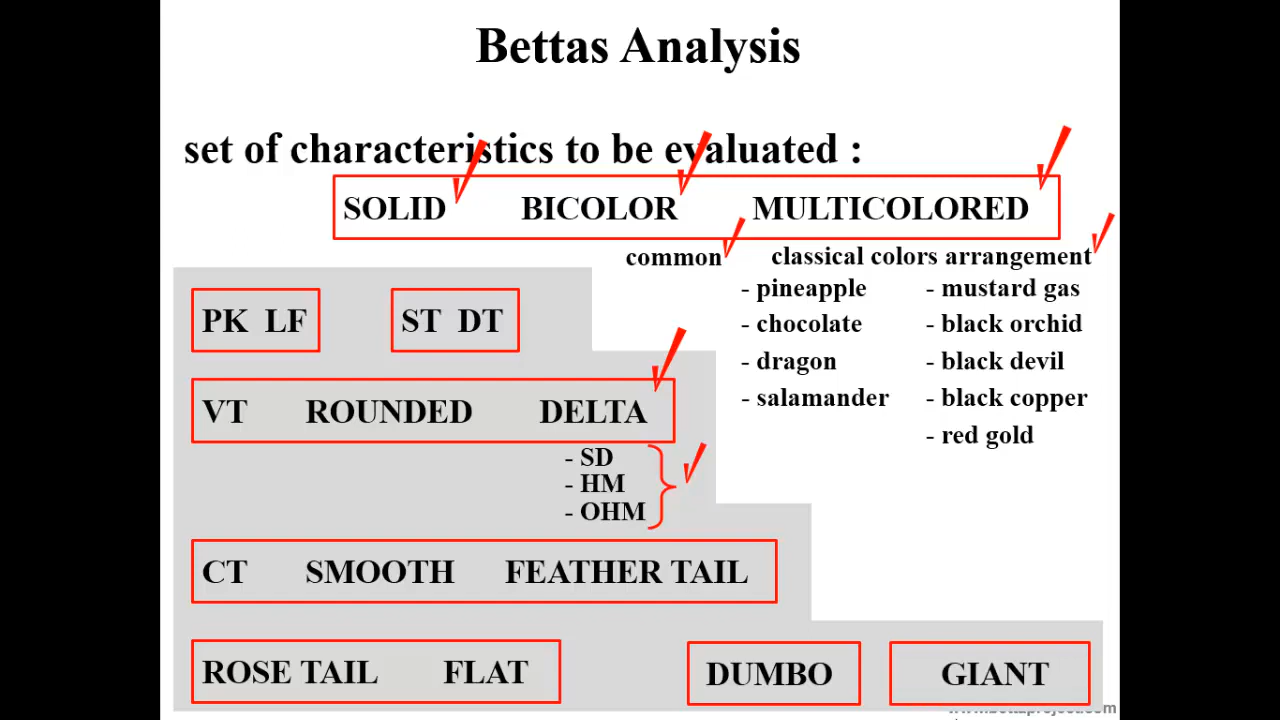 Bettas Analysis
set of characteristics to be evaluated :
SOLID BICOLOR MULTICOLORED
common classical colors arrangement
- pineapple - mustard gas
- chocolate - black orchid
- dragon - black devil
- salamander - black copper
- red gold
PK LF ST DT
VT ROUNDED DELTA
- SD
- HM
- OHM
CT SMOOTH FEATHER TAIL
ROSE TAIL FLAT DUMBO GIANT